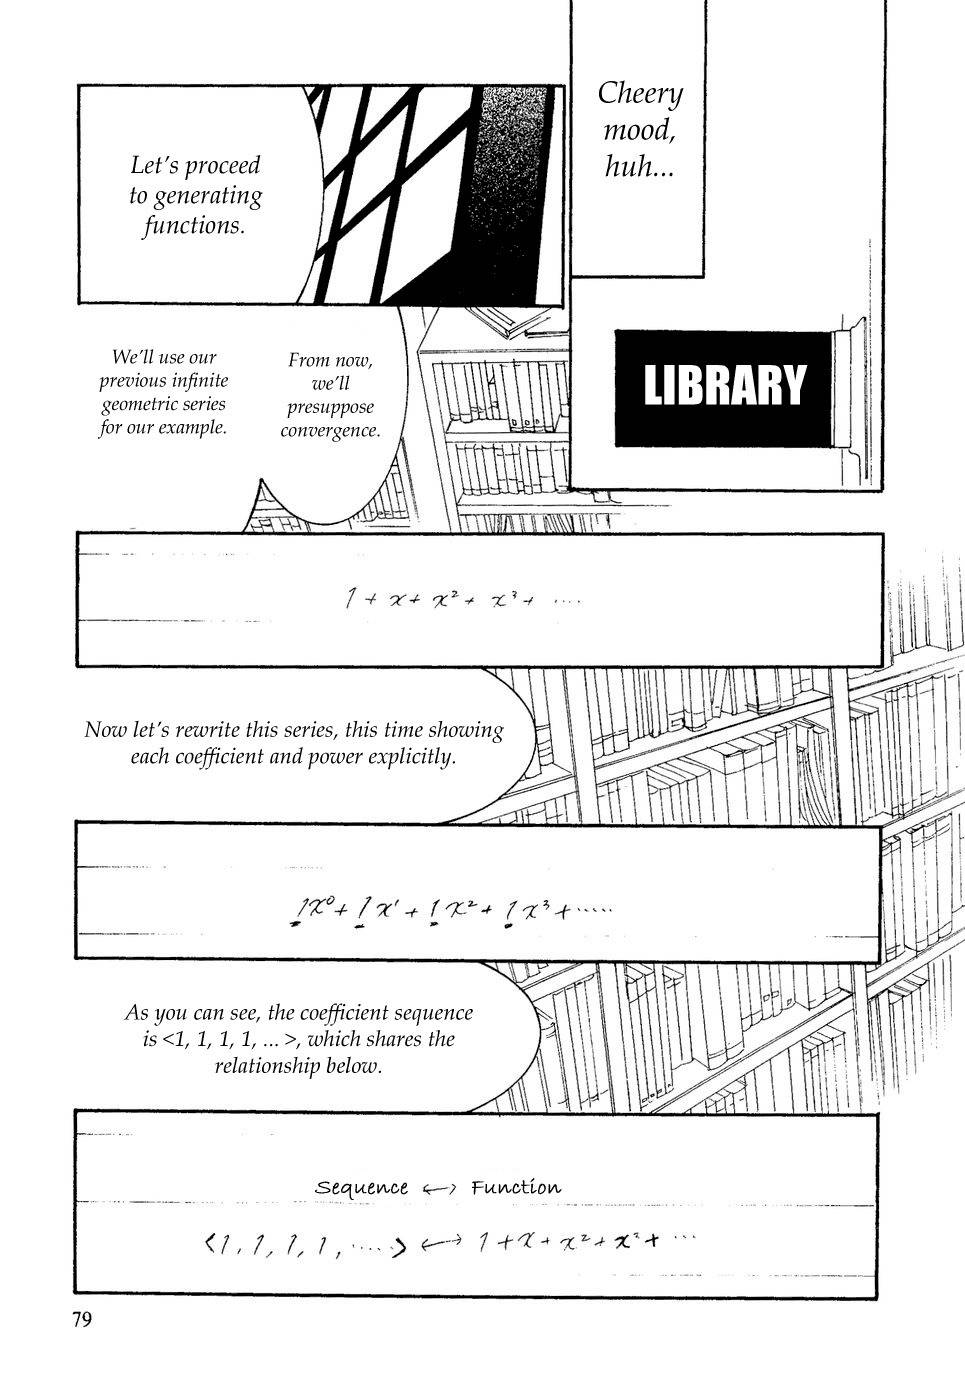 Cheery
mood,
huh...
LIBRARY
Let's proceed
to generating
functions.
From now,
we'll
presuppose
convergence.
We'll use our
previous infinite
geometric series
for our example.
1 + x + x² + x³ + ....
Now let's rewrite this series, this time showing
each coefficient and power explicitly.
1x⁰ + 1x¹ + 1x² + 1x³ + .....
As you can see, the coefficient sequence
is <1, 1, 1, 1, ... >, which shares the
relationship below.
Sequence ↔ Function
<1, 1, 1, 1, .....> ↔ 1 + x + x² + x³ + ...
79